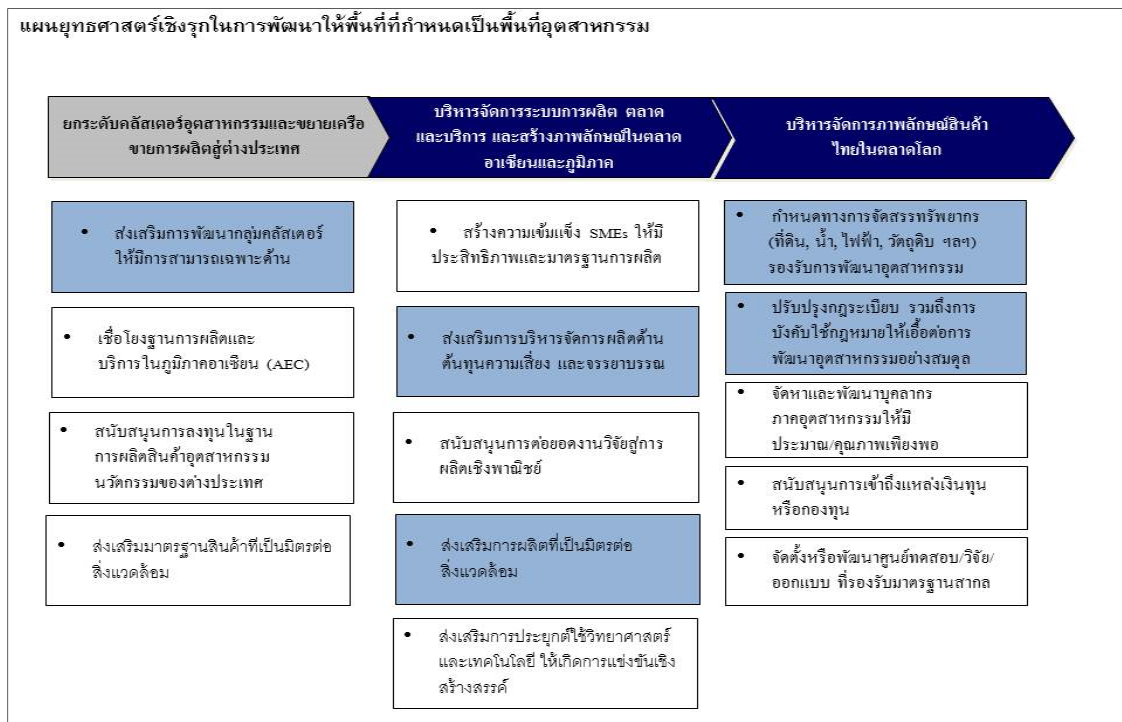 แผนยุทธศาสตร์เชิงรุกในการพัฒนาให้พื้นที่ที่กำหนดเป็นพื้นที่อุตสาหกรรม
ยกระดับคลัสเตอร์อุตสาหกรรมและขยายเครือ
ขายการผลิตสู่ต่างประเทศ
บริหารจัดการระบบการผลิต ตลาด
และบริการ และสร้างภาพลักษ์ในตลาด
อาเซียนและภูมิภาค
บริหารจัดการภาพลักษณ์สินค้า
ไทยในตลาดโลก
• ส่งเสริมการพัฒนากลุ่มคลัสเตอร์
ให้มีการสามารถเฉพาะด้าน
• เชื่อโยงฐานการผลิตและ
บริการในภูมิภาคอาเซียน (AEC)
• สนับสนุนการลงทุนในฐาน
การผลิตสินค้าอุตสาหกรรม
นวัตกรรมของต่างประเทศ
• ส่งเสริมมาตรฐานสินค้าที่เป็นมิตรต่อ
สิ่งแวดล้อม
• สร้างความเข้มแข็ง SMEs ให้มี
ประสิทธิภาพและมาตรฐานการผลิต
• ส่งเสริมการบริหารจัดการผลิตด้าน
ต้นทุนความเสี่ยง และจรรยาบรรณ
• สนับสนุนการต่อยอดงานวิจัยสู่การ
ผลิตเชิงพาณิชย์
• ส่งเสริมการผลิตที่เป็นมิตรต่อ
สิ่งแวดล้อม
• ส่งเสริมการประยุกต์ใช้วิทยาศาสตร์
และเทคโนโลยี ให้เกิดการแข่งขันเชิง
สร้างสรรค์
• กำหนดทางการจัดสรรทรัพยากร
(ที่ดิน, น้ำ, ไฟฟ้า, วัตถุดิบ ฯลฯ)
รองรับการพัฒนาอุตสาหกรรม
• ปรับปรุงกฎระเบียบ รวมถึงการ
บังคับใช้กฎหมายให้เอื้อต่อการ
พัฒนาอุตสาหกรรมอย่างสมดุล
• จัดหาและพัฒนาบุคลากร
ภาคอุตสาหกรรมให้มี
ประมาณ/คุณภาพเพียงพอ
• สนับสนุนการเข้าถึงแหล่งเงินทุน
หรือกองทุน
• จัดตั้งหรือพัฒนาศูนย์ทดสอบ/วิจัย/
ออกแบบ ที่รองรับมาตรฐานสากล